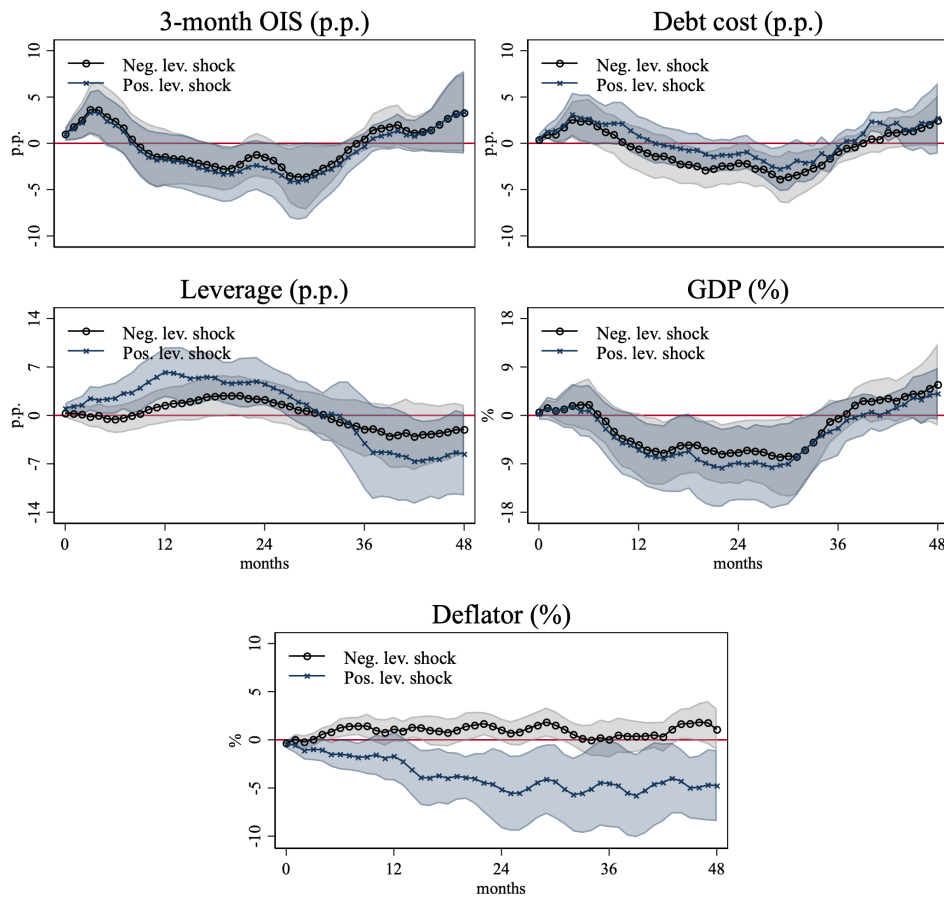 3-month OIS (p.p.)
Debt cost (p.p.)
10
5
0
-5
-10
p.p.
Neg. lev. shock
Pos. lev. shock
10
5
0
-5
-10
p.p.
Neg. lev. shock
Pos. lev. shock
Leverage (p.p.)
GDP (%)
14
7
0
-7
-14
p.p.
Neg. lev. shock
Pos. lev. shock
0 12 24 36 48
months
18
9
0
-9
-18
%
Neg. lev. shock
Pos. lev. shock
0 12 24 36 48
months
Deflator (%)
10
5
0
-5
-10
%
Neg. lev. shock
Pos. lev. shock
0 12 24 36 48
months